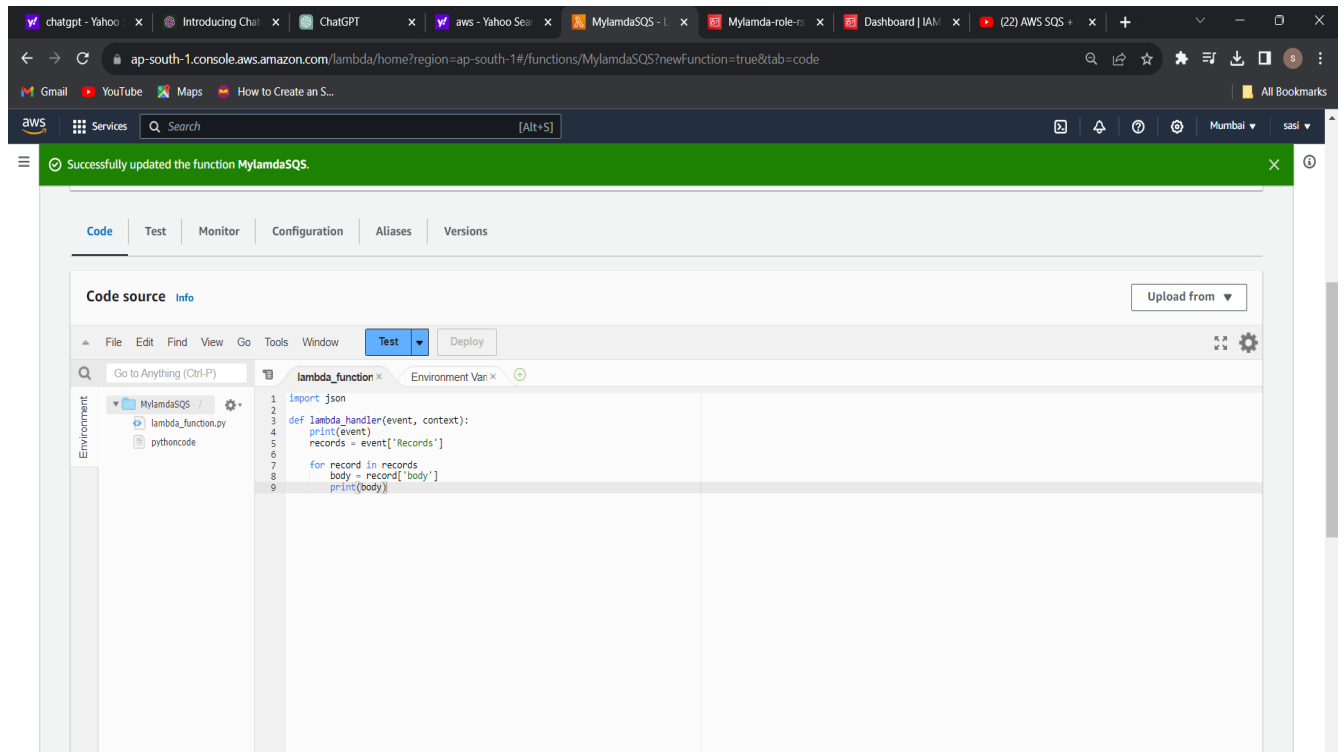 chatgpt - Yahoo Introducing Chat ChatGPT aws - Yahoo Sear MylamdaSQS - L Mylamda-role-rs Dashboard | IAM (22) AWS SQS +
ap-south-1.console.aws.amazon.com/lambda/home?region=ap-south-1#/functions/MylamdaSQS?newFunction=true&tab=code
Gmail YouTube Maps How to Create an S... All Bookmarks
aws Services Search [Alt+S] Mumbai sasi
Successfully updated the function MylamdaSQS.
Code Test Monitor Configuration Aliases Versions
Code source Info Upload from
File Edit Find View Go Tools Window Test Deploy
Go to Anything (Ctrl-P) lambda_function Environment Vari
Environment
MylamdaSQS - /
lambda_function.py
pythoncode
1 import json
2
3 def lambda_handler(event, context):
4 print(event)
5 records = event['Records']
6
7 for record in records
8 body = record['body']
9 print(body)